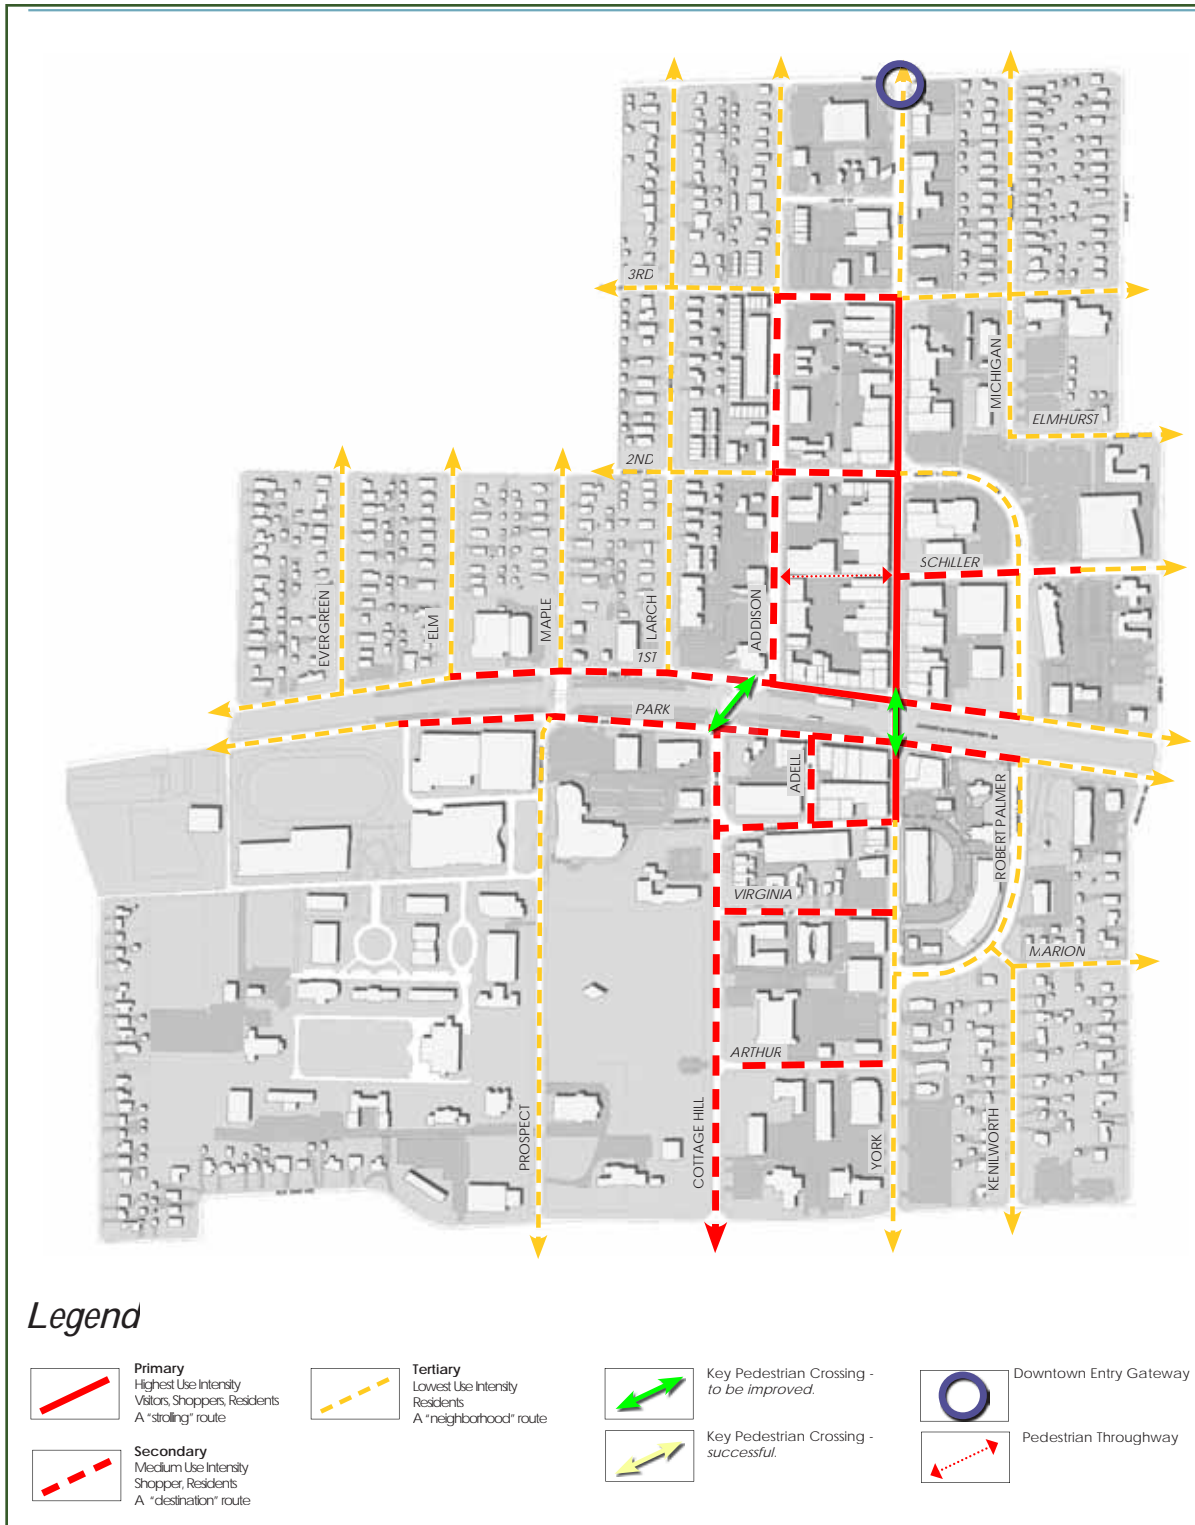 3RD
MICHIGAN
ELMHURST
2ND
SCHILLER
EVERGREEN
ELM
MAPLE
LARCH
ADDISON
1ST
PARK
ADELL
ROBERT PALMER
VIRGINIA
MARION
ARTHUR
PROSPECT
COTTAGE HILL
YORK
KENILWORTH
Legend
Primary
Highest Use Intensity
Visitors, Shoppers, Residents
A "strolling" route
Secondary
Medium Use Intensity
Shopper, Residents
A "destination" route
Tertiary
Lowest Use Intensity
Residents
A "neighborhood" route
Key Pedestrian Crossing -
to be improved.
Key Pedestrian Crossing -
successful.
Downtown Entry Gateway
Pedestrian Throughway